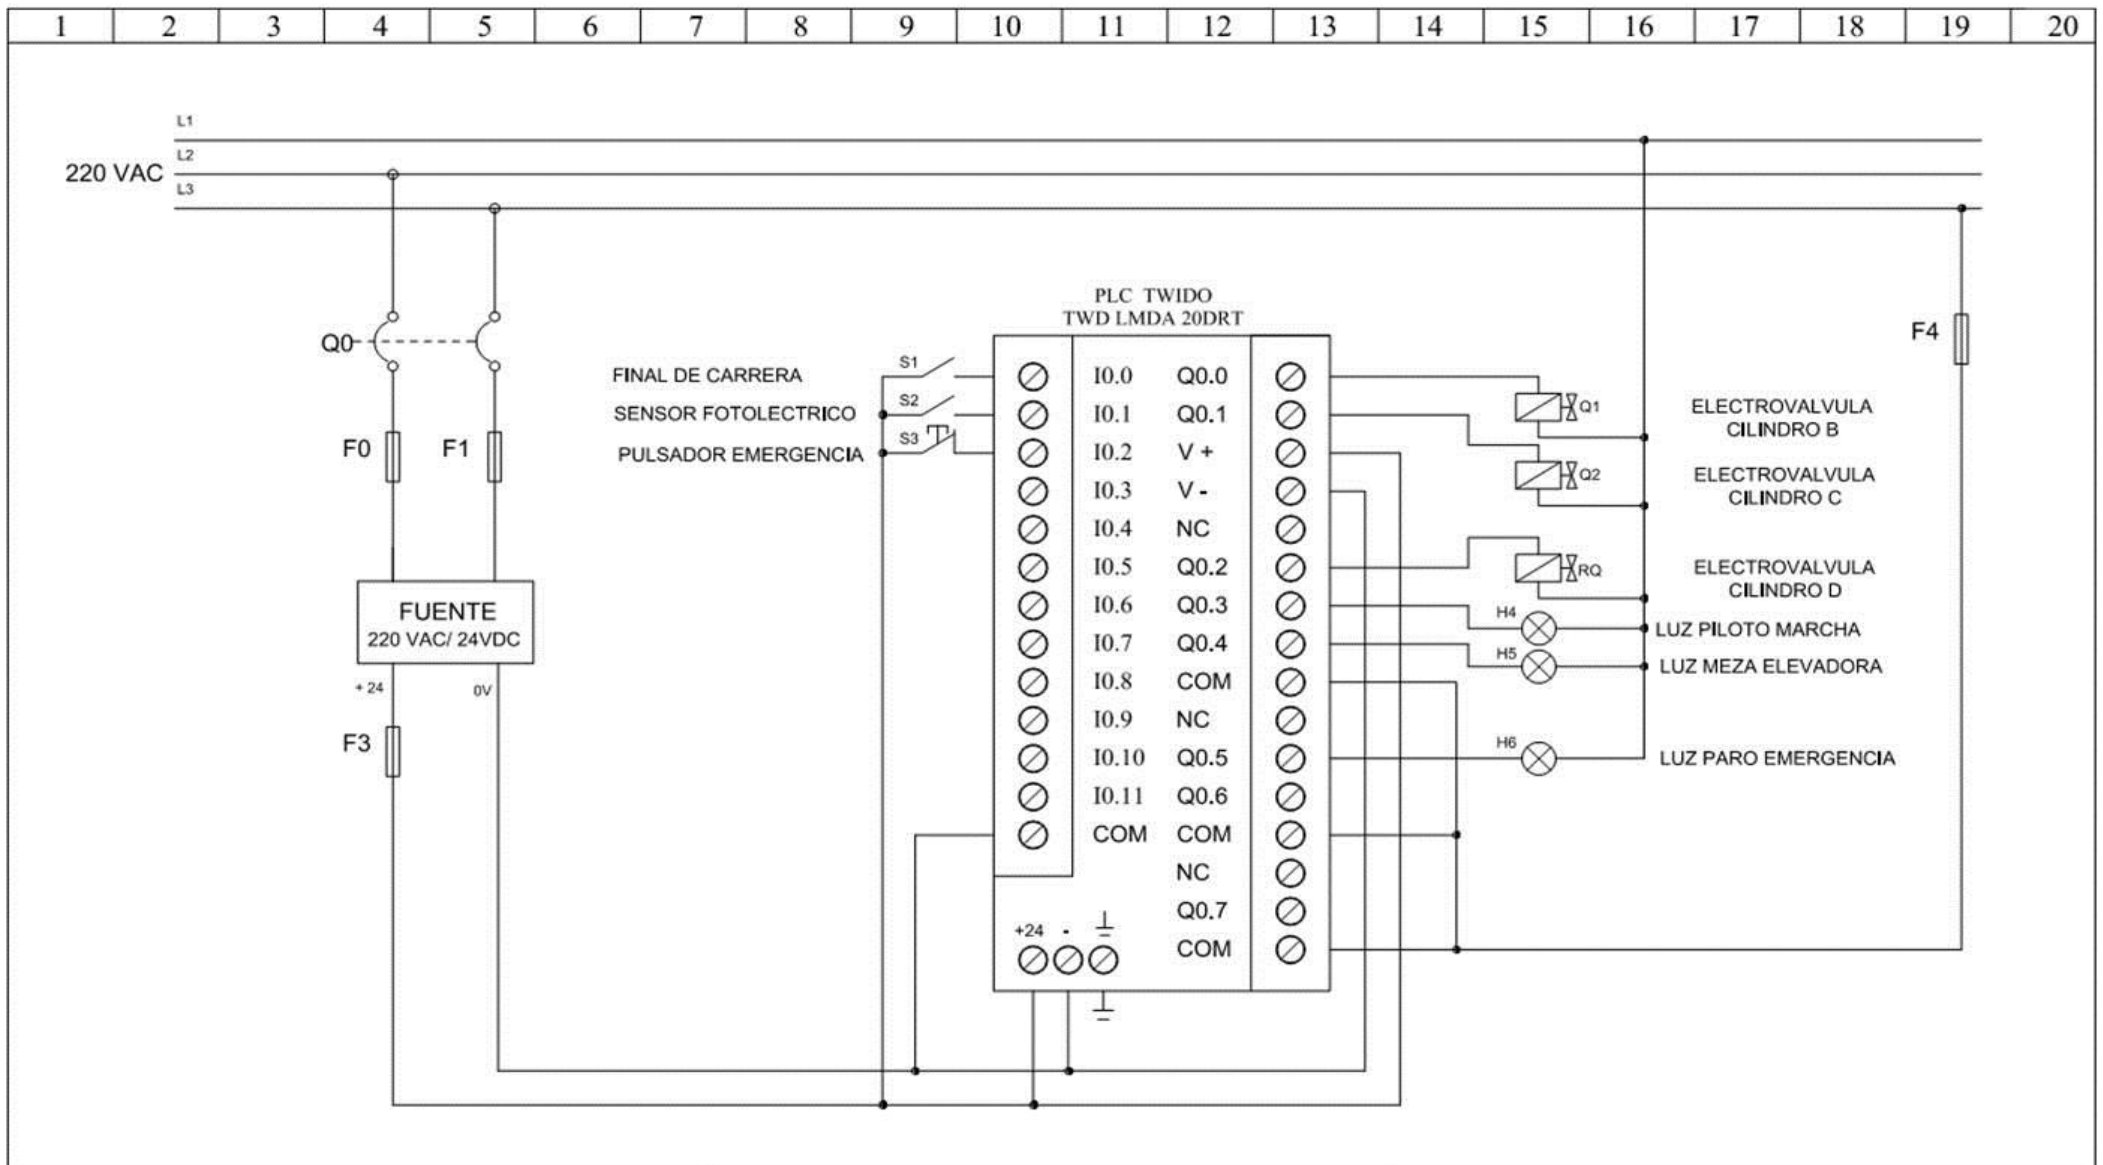 1 2 3 4 5 6 7 8 9 10 11 12 13 14 15 16 17 18 19 20
L1
220 VAC
L2
L3
Q0
F0
F1
FUENTE
220 VAC/ 24VDC
+ 24
0V
F3
PLC TWIDO
TWD LMDA 20DRT
FINAL DE CARRERA
S1
SENSOR FOTOLECTRICO
S2
PULSADOR EMERGENCIA
S3
I0.0 Q0.0
I0.1 Q0.1
I0.2 V +
I0.3 V -
I0.4 NC
I0.5 Q0.2
I0.6 Q0.3
I0.7 Q0.4
I0.8 COM
I0.9 NC
I0.10 Q0.5
I0.11 Q0.6
COM COM
NC
Q0.7
COM
+24 -
Q1
ELECTROVALVULA
CILINDRO B
Q2
ELECTROVALVULA
CILINDRO C
RQ
ELECTROVALVULA
CILINDRO D
H4
LUZ PILOTO MARCHA
H5
LUZ MEZA ELEVADORA
H6
LUZ PARO EMERGENCIA
F4